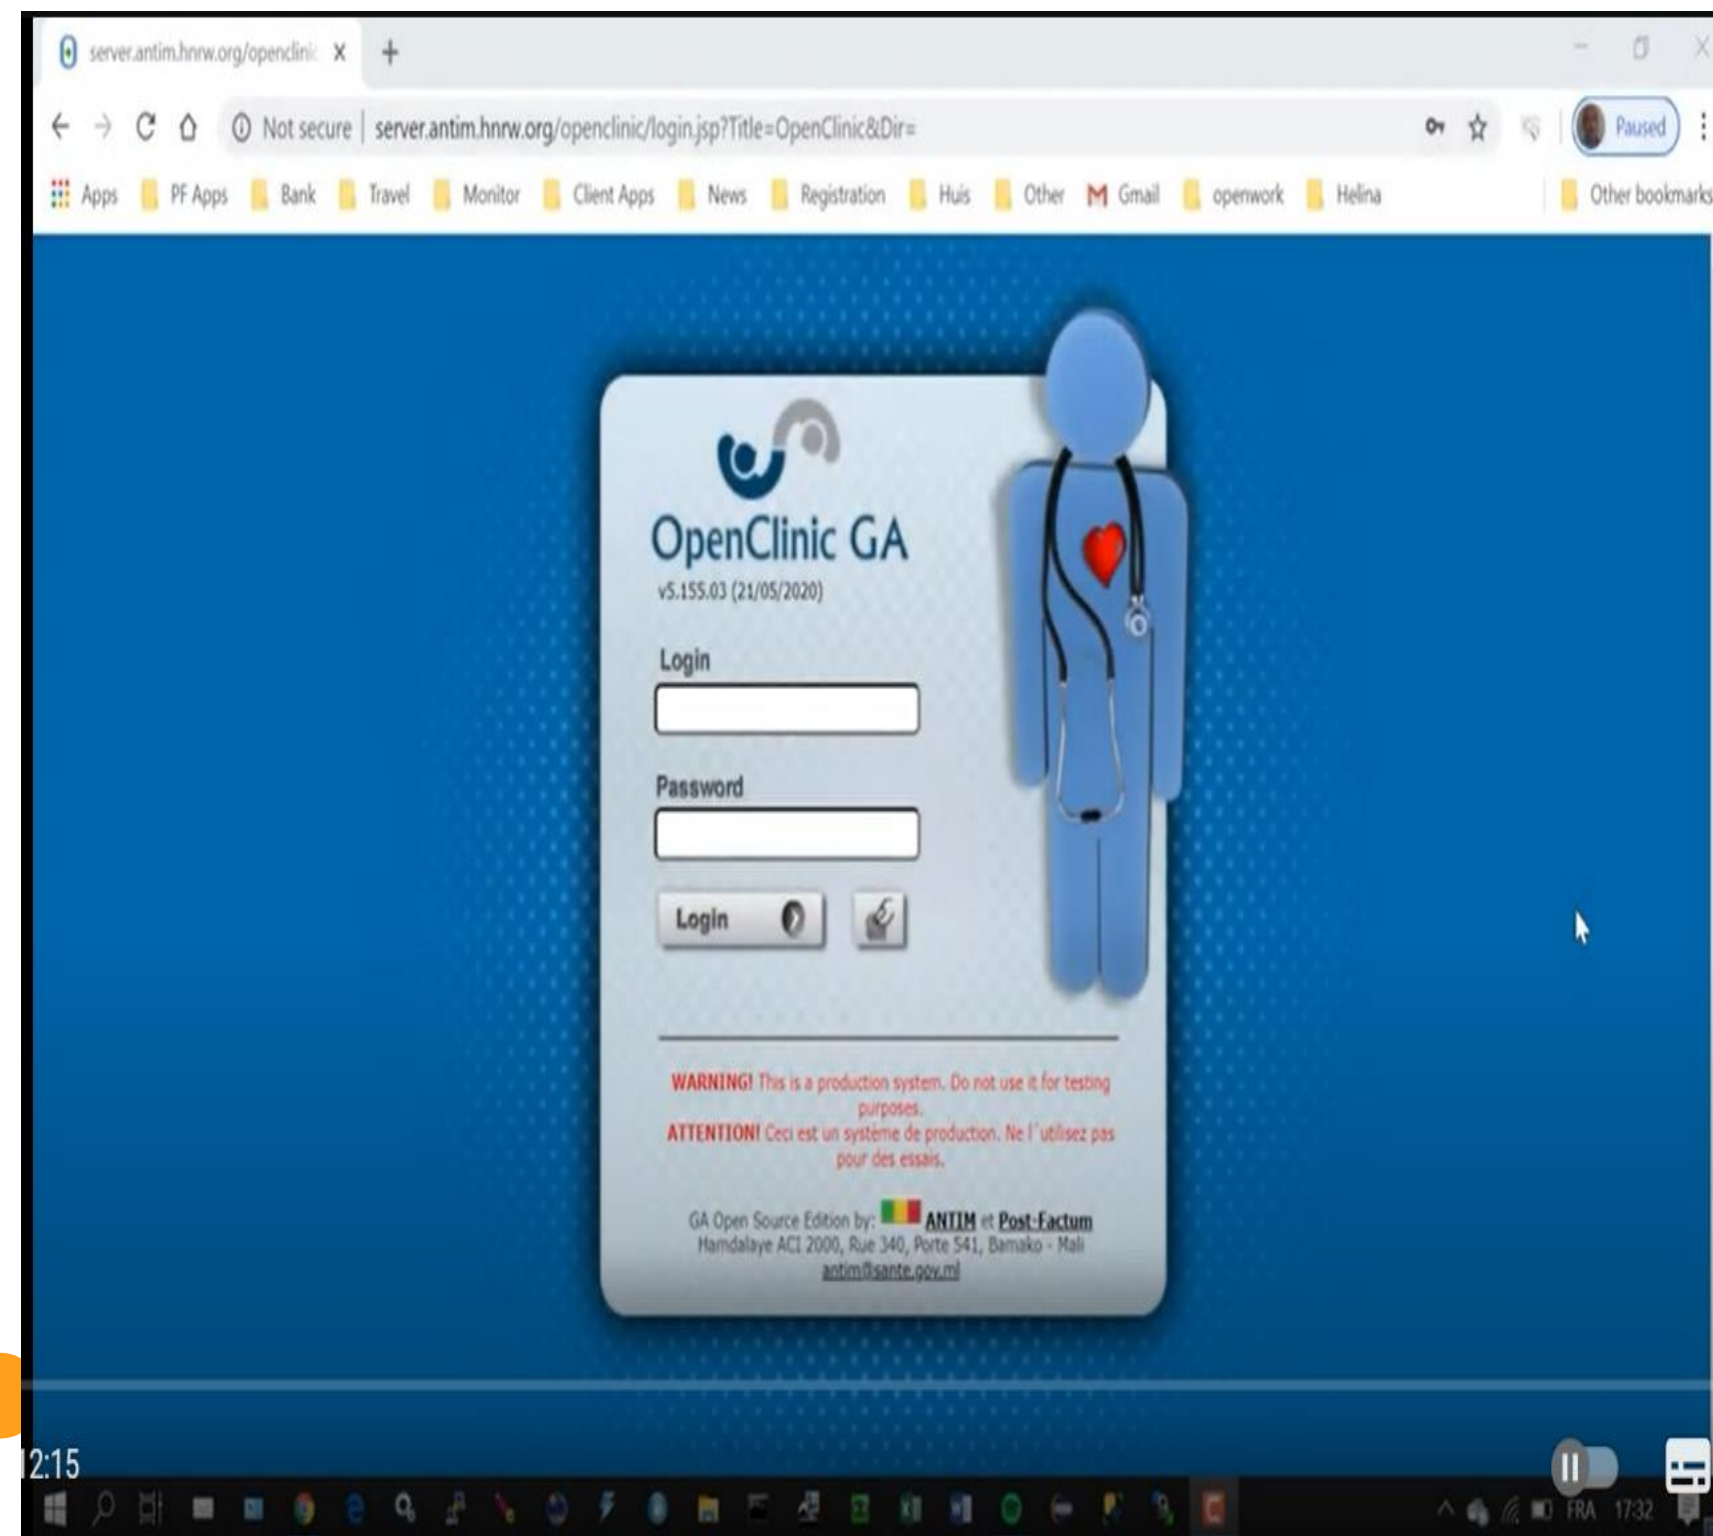 server.antim.hnrw.org/openclinic
Not secure | server.antim.hnrw.org/openclinic/login.jsp?Title=OpenClinic&Dir=
Paused
Apps PF Apps Bank Travel Monitor Client Apps News Registration Huis Other Gmail openwork Helina Other bookmarks
OpenClinic GA
v5.155.03 (21/05/2020)
Login
Password
Login
WARNING! This is a production system. Do not use it for testing
purposes.
ATTENTION! Ceci est un système de production. Ne l´utilisez pas
pour des essais.
GA Open Source Edition by: ANTIM et Post-Factum
Hamdalaye ACI 2000, Rue 340, Porte 541, Bamako - Mali
antim@sante.gov.ml
12:15
FRA 17:32